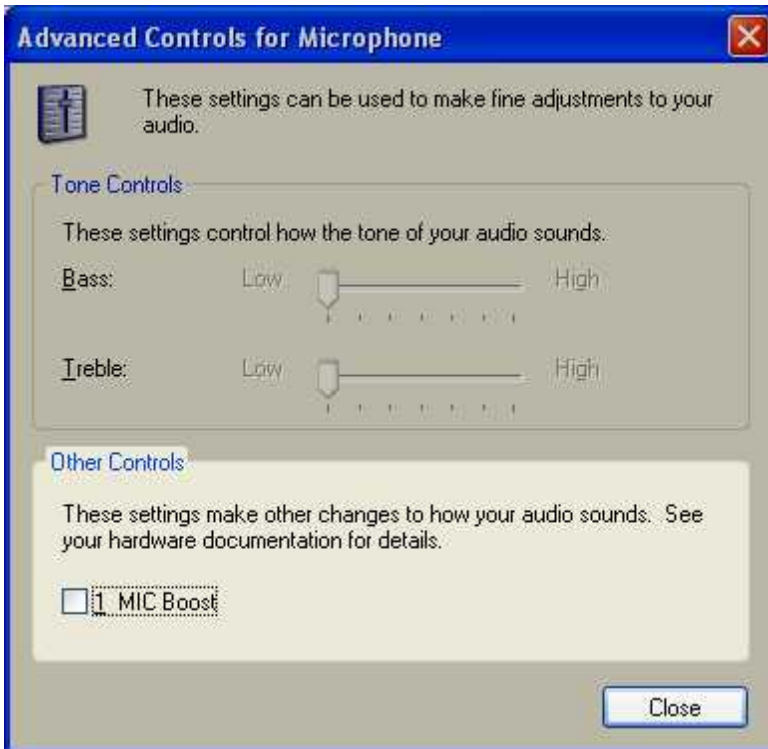 Advanced Controls for Microphone
These settings can be used to make fine adjustments to your
audio.
Tone Controls
These settings control how the tone of your audio sounds.
Bass: Low High
Treble: Low High
Other Controls
These settings make other changes to how your audio sounds. See
your hardware documentation for details.
1 MIC Boost
Close